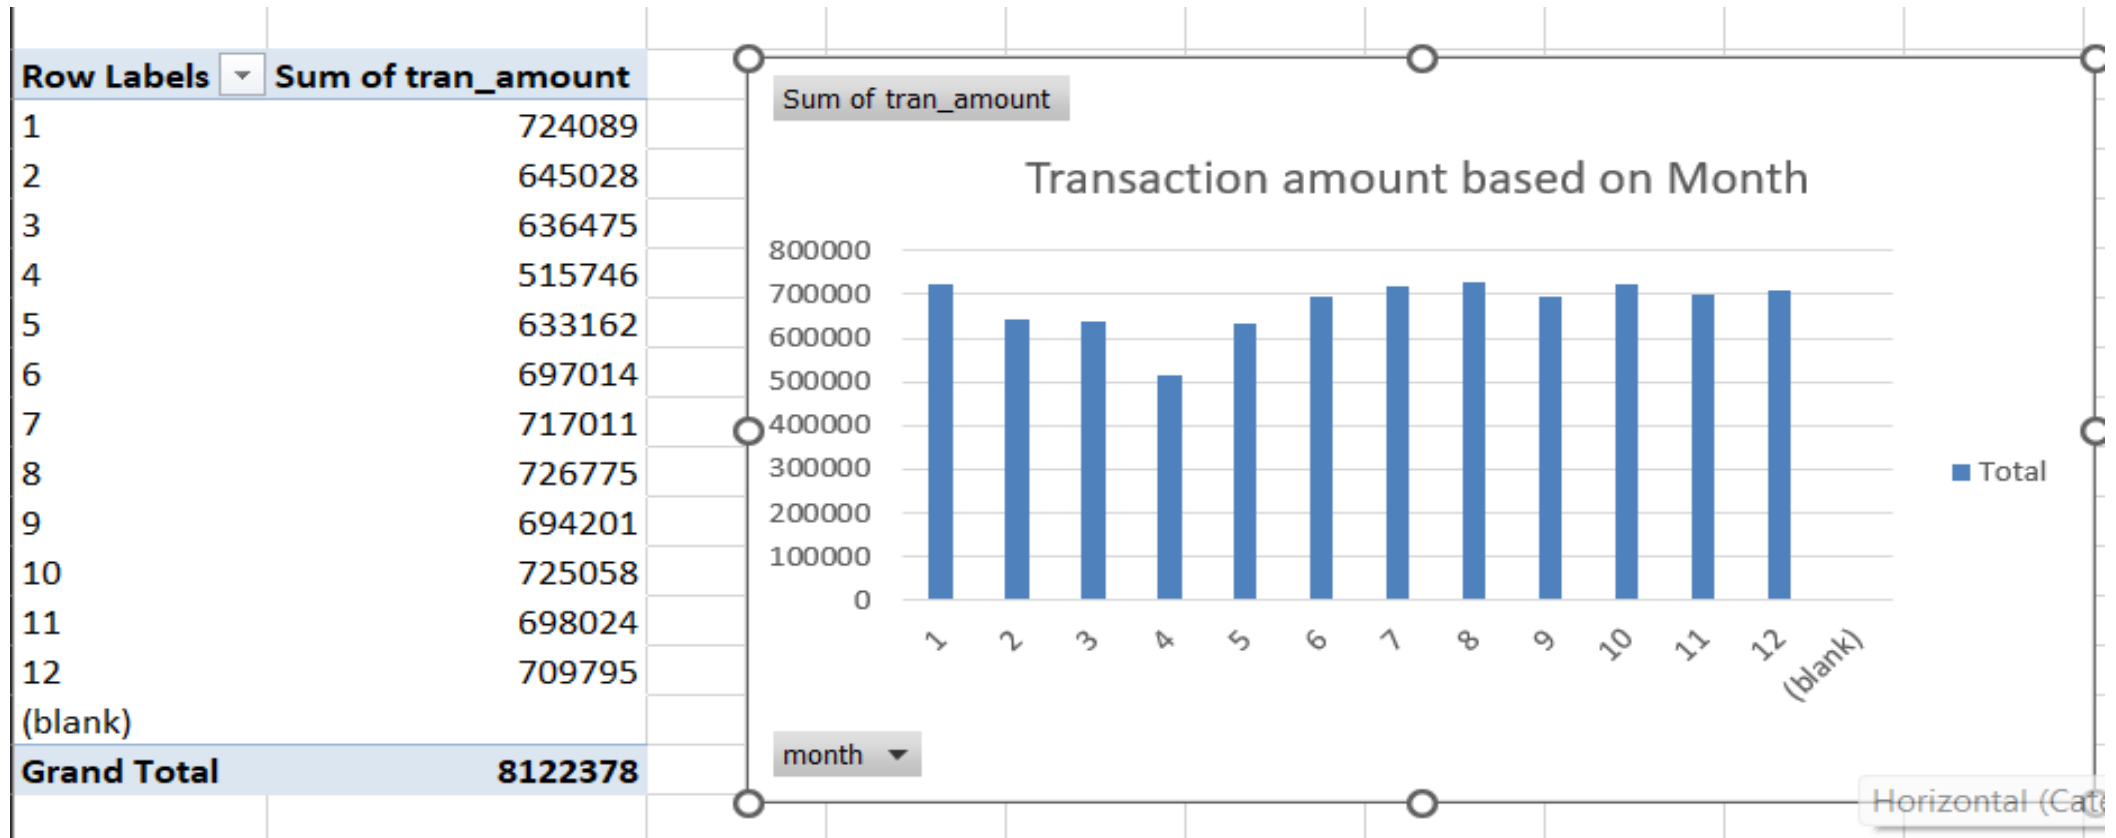 Row Labels Sum of tran_amount
1 724089
2 645028
3 636475
4 515746
5 633162
6 697014
7 717011
8 726775
9 694201
10 725058
11 698024
12 709795
(blank)
Grand Total 8122378
Sum of tran_amount
Transaction amount based on Month
800000
700000
600000
500000
400000
300000
200000
100000
0
1 2 3 4 5 6 7 8 9 10 11 12 (blank)
Total
month
Horizontal (Cate